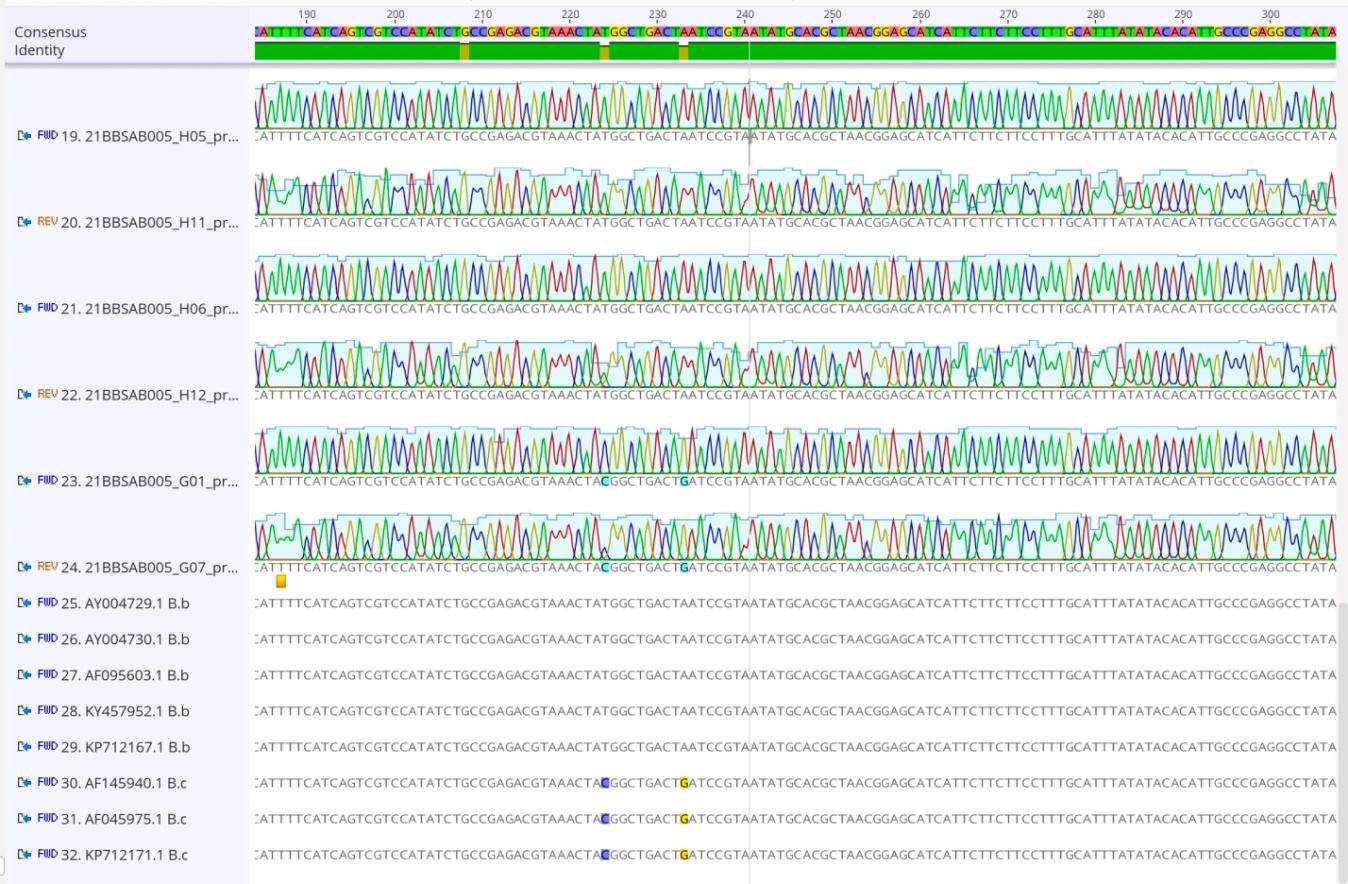 190 200 210 220 230 240 250 260 270 280 290 300
Consensus CATTTTCATCAGTCGTCCATATCTGCCGAGACGTAAACTATGGCTGACTAATCCGTAATATGCACGCTAACGGAGCATCATTCTTCTTCCTTTGCATTTATATACACATTGCCCGAGGCCTATA
Identity
FWD 19. 21BBSAB005_H05_pr... CATTTTCATCAGTCGTCCATATCTGCCGAGACGTAAACTATGGCTGACTAATCCGTAATATGCACGCTAACGGAGCATCATTCTTCTTCCTTTGCATTTATATACACATTGCCCGAGGCCTATA
REV 20. 21BBSAB005_H11_pr... CATTTTCATCAGTCGTCCATATCTGCCGAGACGTAAACTATGGCTGACTAATCCGTAATATGCACGCTAACGGAGCATCATTCTTCTTCCTTTGCATTTATATACACATTGCCCGAGGCCTATA
FWD 21. 21BBSAB005_H06_pr... CATTTTCATCAGTCGTCCATATCTGCCGAGACGTAAACTATGGCTGACTAATCCGTAATATGCACGCTAACGGAGCATCATTCTTCTTCCTTTGCATTTATATACACATTGCCCGAGGCCTATA
REV 22. 21BBSAB005_H12_pr... CATTTTCATCAGTCGTCCATATCTGCCGAGACGTAAACTATGGCTGACTAATCCGTAATATGCACGCTAACGGAGCATCATTCTTCTTCCTTTGCATTTATATACACATTGCCCGAGGCCTATA
FWD 23. 21BBSAB005_G01_pr... CATTTTCATCAGTCGTCCATATCTGCCGAGACGTAAACTACGGCTGACTGATCCGTAATATGCACGCTAACGGAGCATCATTCTTCTTCCTTTGCATTTATATACACATTGCCCGAGGCCTATA
REV 24. 21BBSAB005_G07_pr... CATTTTCATCAGTCGTCCATATCTGCCGAGACGTAAACTACGGCTGACTGATCCGTAATATGCACGCTAACGGAGCATCATTCTTCTTCCTTTGCATTTATATACACATTGCCCGAGGCCTATA
FWD 25. AY004729.1 B.b CATTTTCATCAGTCGTCCATATCTGCCGAGACGTAAACTATGGCTGACTAATCCGTAATATGCACGCTAACGGAGCATCATTCTTCTTCCTTTGCATTTATATACACATTGCCCGAGGCCTATA
FWD 26. AY004730.1 B.b CATTTTCATCAGTCGTCCATATCTGCCGAGACGTAAACTATGGCTGACTAATCCGTAATATGCACGCTAACGGAGCATCATTCTTCTTCCTTTGCATTTATATACACATTGCCCGAGGCCTATA
FWD 27. AF095603.1 B.b CATTTTCATCAGTCGTCCATATCTGCCGAGACGTAAACTATGGCTGACTAATCCGTAATATGCACGCTAACGGAGCATCATTCTTCTTCCTTTGCATTTATATACACATTGCCCGAGGCCTATA
FWD 28. KY457952.1 B.b CATTTTCATCAGTCGTCCATATCTGCCGAGACGTAAACTATGGCTGACTAATCCGTAATATGCACGCTAACGGAGCATCATTCTTCTTCCTTTGCATTTATATACACATTGCCCGAGGCCTATA
FWD 29. KP712167.1 B.b CATTTTCATCAGTCGTCCATATCTGCCGAGACGTAAACTATGGCTGACTAATCCGTAATATGCACGCTAACGGAGCATCATTCTTCTTCCTTTGCATTTATATACACATTGCCCGAGGCCTATA
FWD 30. AF145940.1 B.c CATTTTCATCAGTCGTCCATATCTGCCGAGACGTAAACTACGGCTGACTGATCCGTAATATGCACGCTAACGGAGCATCATTCTTCTTCCTTTGCATTTATATACACATTGCCCGAGGCCTATA
FWD 31. AF045975.1 B.c CATTTTCATCAGTCGTCCATATCTGCCGAGACGTAAACTACGGCTGACTGATCCGTAATATGCACGCTAACGGAGCATCATTCTTCTTCCTTTGCATTTATATACACATTGCCCGAGGCCTATA
FWD 32. KP712171.1 B.c CATTTTCATCAGTCGTCCATATCTGCCGAGACGTAAACTACGGCTGACTGATCCGTAATATGCACGCTAACGGAGCATCATTCTTCTTCCTTTGCATTTATATACACATTGCCCGAGGCCTATA